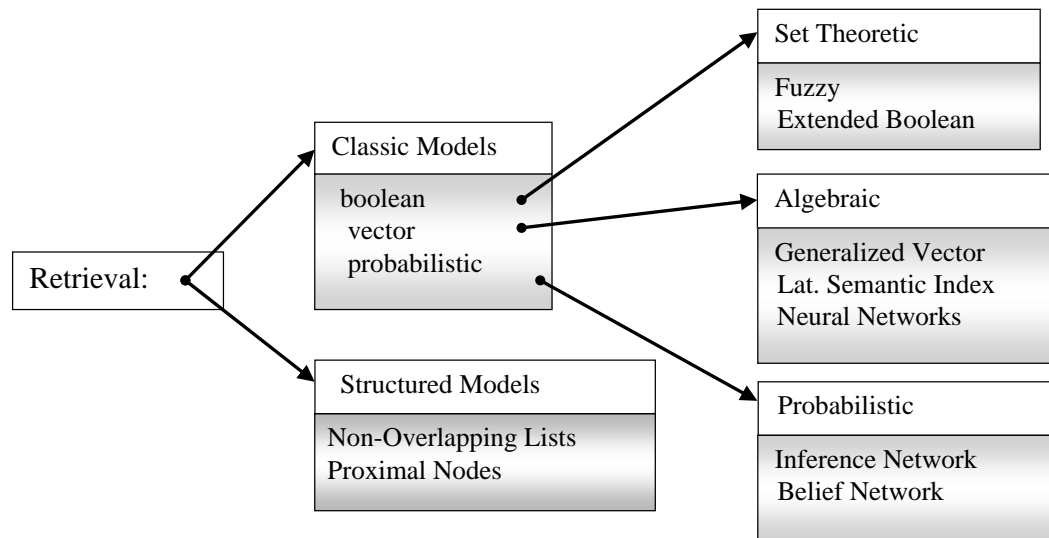 Retrieval:
Classic Models
boolean
vector
probabilistic
Structured Models
Non-Overlapping Lists
Proximal Nodes
Set Theoretic
Fuzzy
Extended Boolean
Algebraic
Generalized Vector
Lat. Semantic Index
Neural Networks
Probabilistic
Inference Network
Belief Network